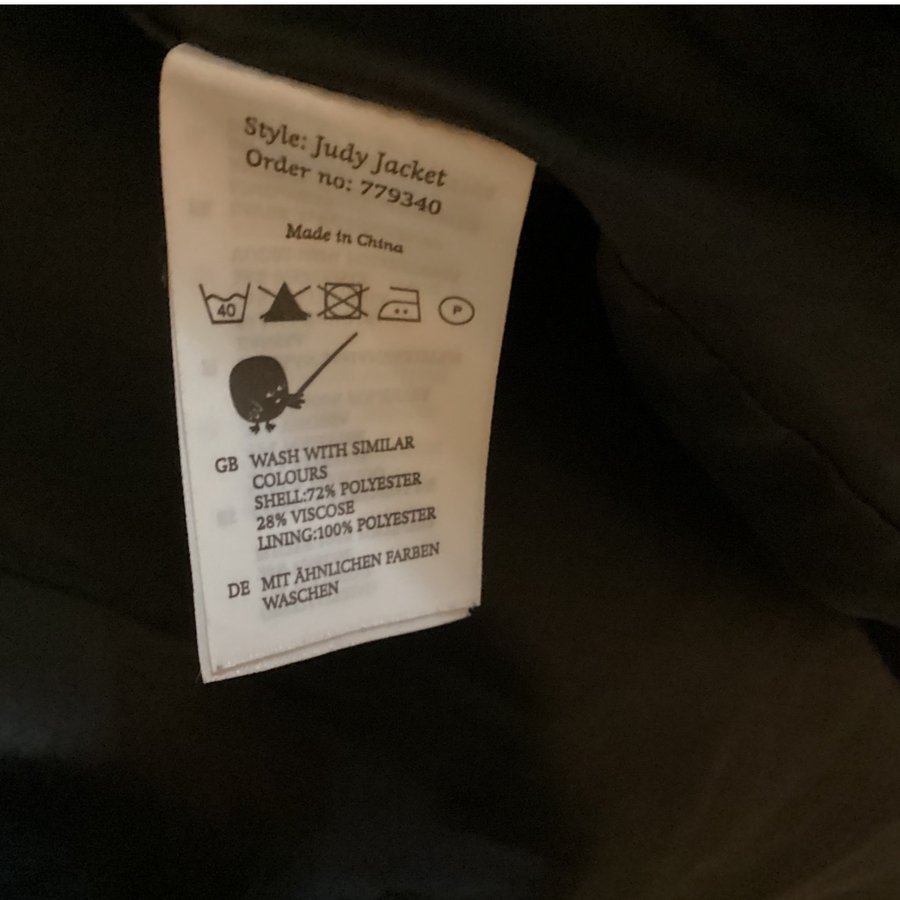 Style: Judy Jacket
Order no: 779340
Made in China
40
P
GB WASH WITH SIMILAR
COLOURS
SHELL:72% POLYESTER
28% VISCOSE
LINING:100% POLYESTER
DE MIT ÄHNLICHEN FARBEN
WASCHEN